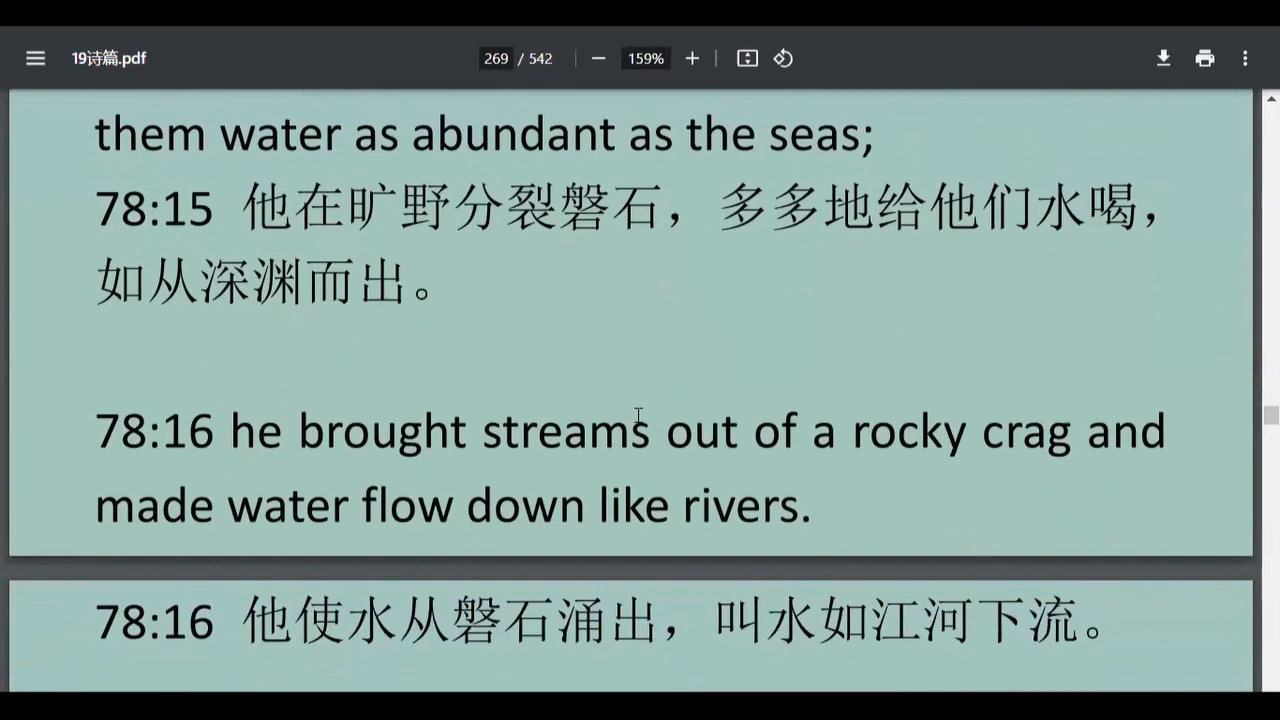 19诗篇.pdf
269 / 542
159%
them water as abundant as the seas;
78:15 他在旷野分裂磐石，多多地给他们水喝，
如从深渊而出。
78:16 he brought streams out of a rocky crag and
made water flow down like rivers.
78:16 他使水从磐石涌出，叫水如江河下流。